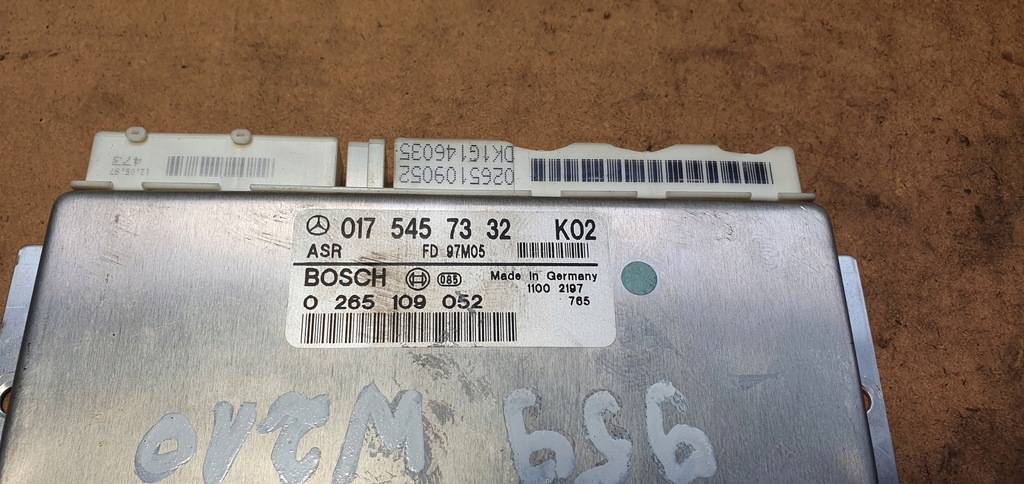 12.05.97
473
0265109052
DK1G146035
017 545 73 32 K02
ASR FD 97M05
BOSCH 085 Made in Germany
1100 2197
0 265 109 052 765
959 W210